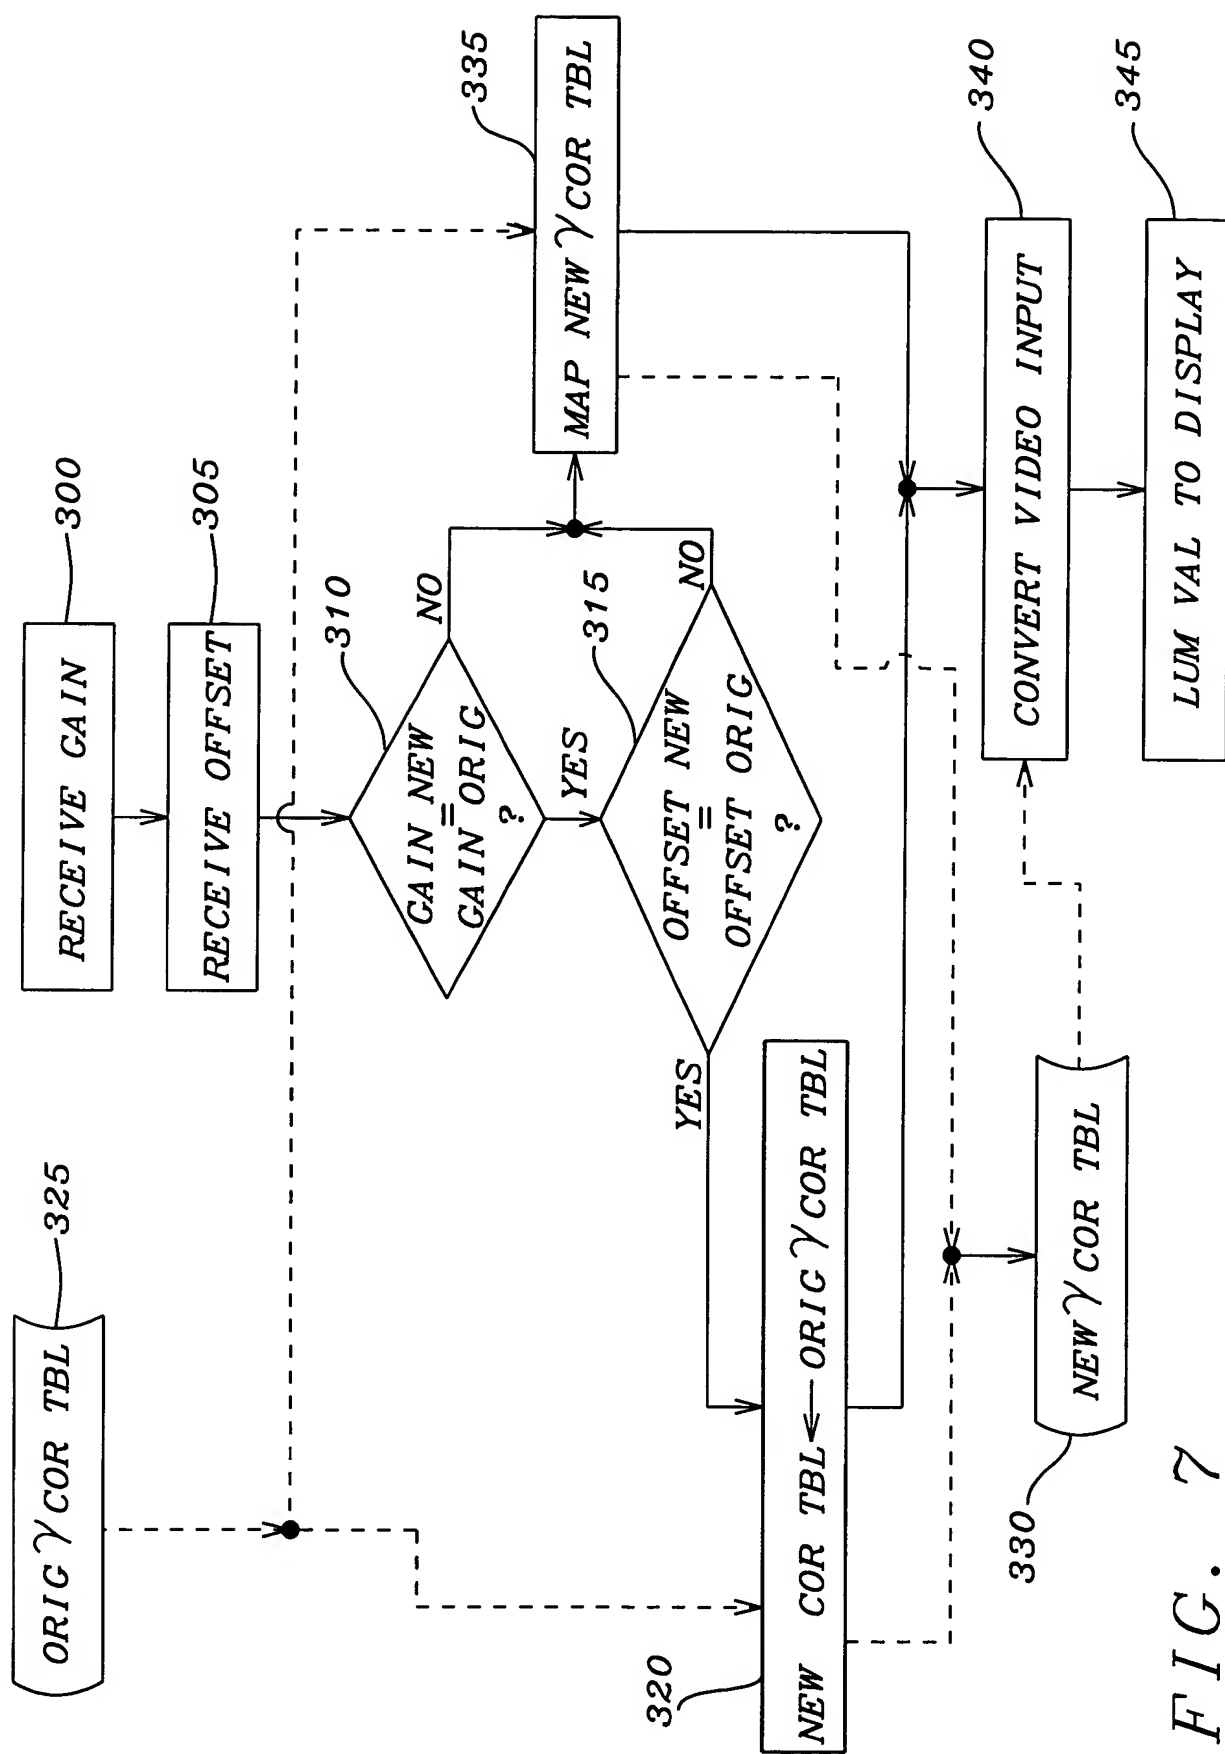 ORIG γ COR TBL
325
RECEIVE GAIN
300
RECEIVE OFFSET
305
GAIN NEW
=
GAIN ORIG
?
310
NO
YES
OFFSET NEW
=
OFFSET ORIG
?
315
NO
YES
MAP NEW γ COR TBL
335
NEW COR TBL ← ORIG γ COR TBL
320
NEW γ COR TBL
330
CONVERT VIDEO INPUT
340
LUM VAL TO DISPLAY
345
FIG. 7